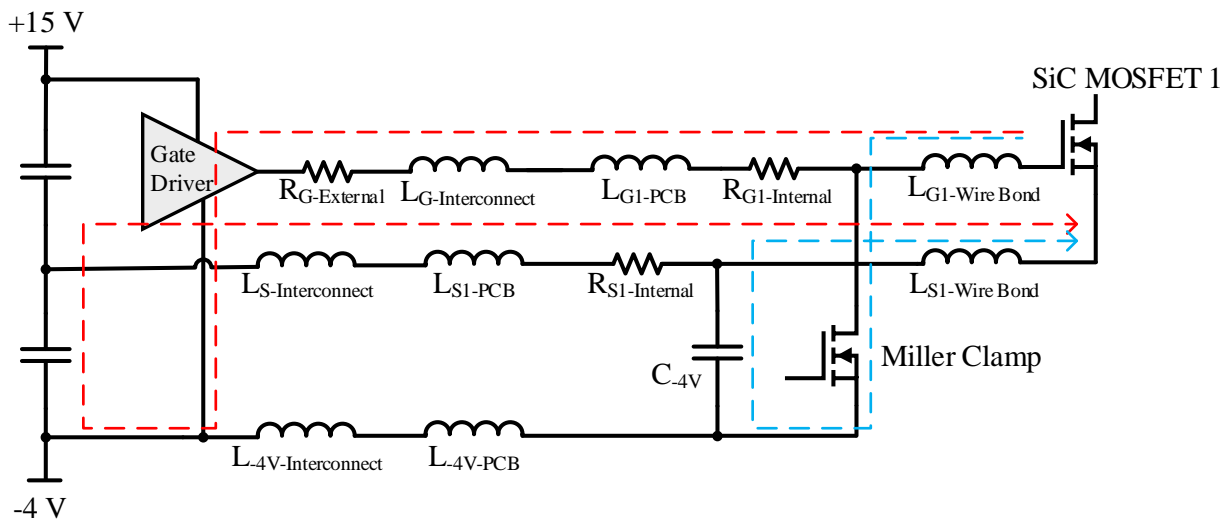 +15 V
SiC MOSFET 1
Gate
Driver
RG-External
LG-Interconnect
LG1-PCB
RG1-Internal
LG1-Wire Bond
LS-Interconnect
LS1-PCB
RS1-Internal
LS1-Wire Bond
C-4V
Miller Clamp
L-4V-Interconnect
L-4V-PCB
-4 V